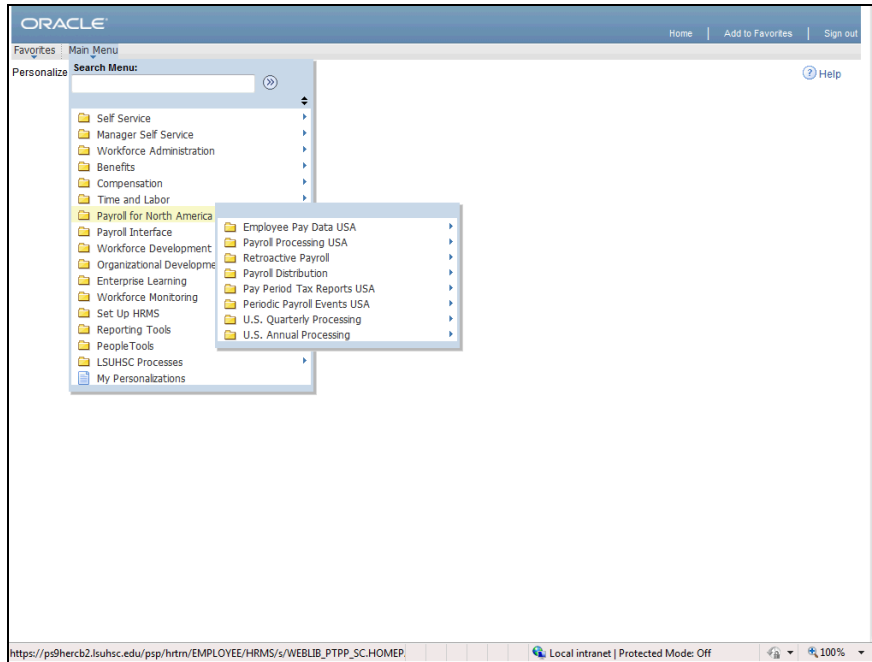 ORACLE
Home | Add to Favorites | Sign out
Favorites Main Menu
Personalize
Search Menu:
Help
Self Service
Manager Self Service
Workforce Administration
Benefits
Compensation
Time and Labor
Payroll for North America
Payroll Interface
Workforce Development
Organizational Developme
Enterprise Learning
Workforce Monitoring
Set Up HRMS
Reporting Tools
PeopleTools
LSUHSC Processes
My Personalizations
Employee Pay Data USA
Payroll Processing USA
Retroactive Payroll
Payroll Distribution
Pay Period Tax Reports USA
Periodic Payroll Events USA
U.S. Quarterly Processing
U.S. Annual Processing
https://ps9hercb2.lsuhsc.edu/psp/hrtrn/EMPLOYEE/HRMS/s/WEBLIB_PTPP_SC.HOMEP. Local intranet | Protected Mode: Off 100%